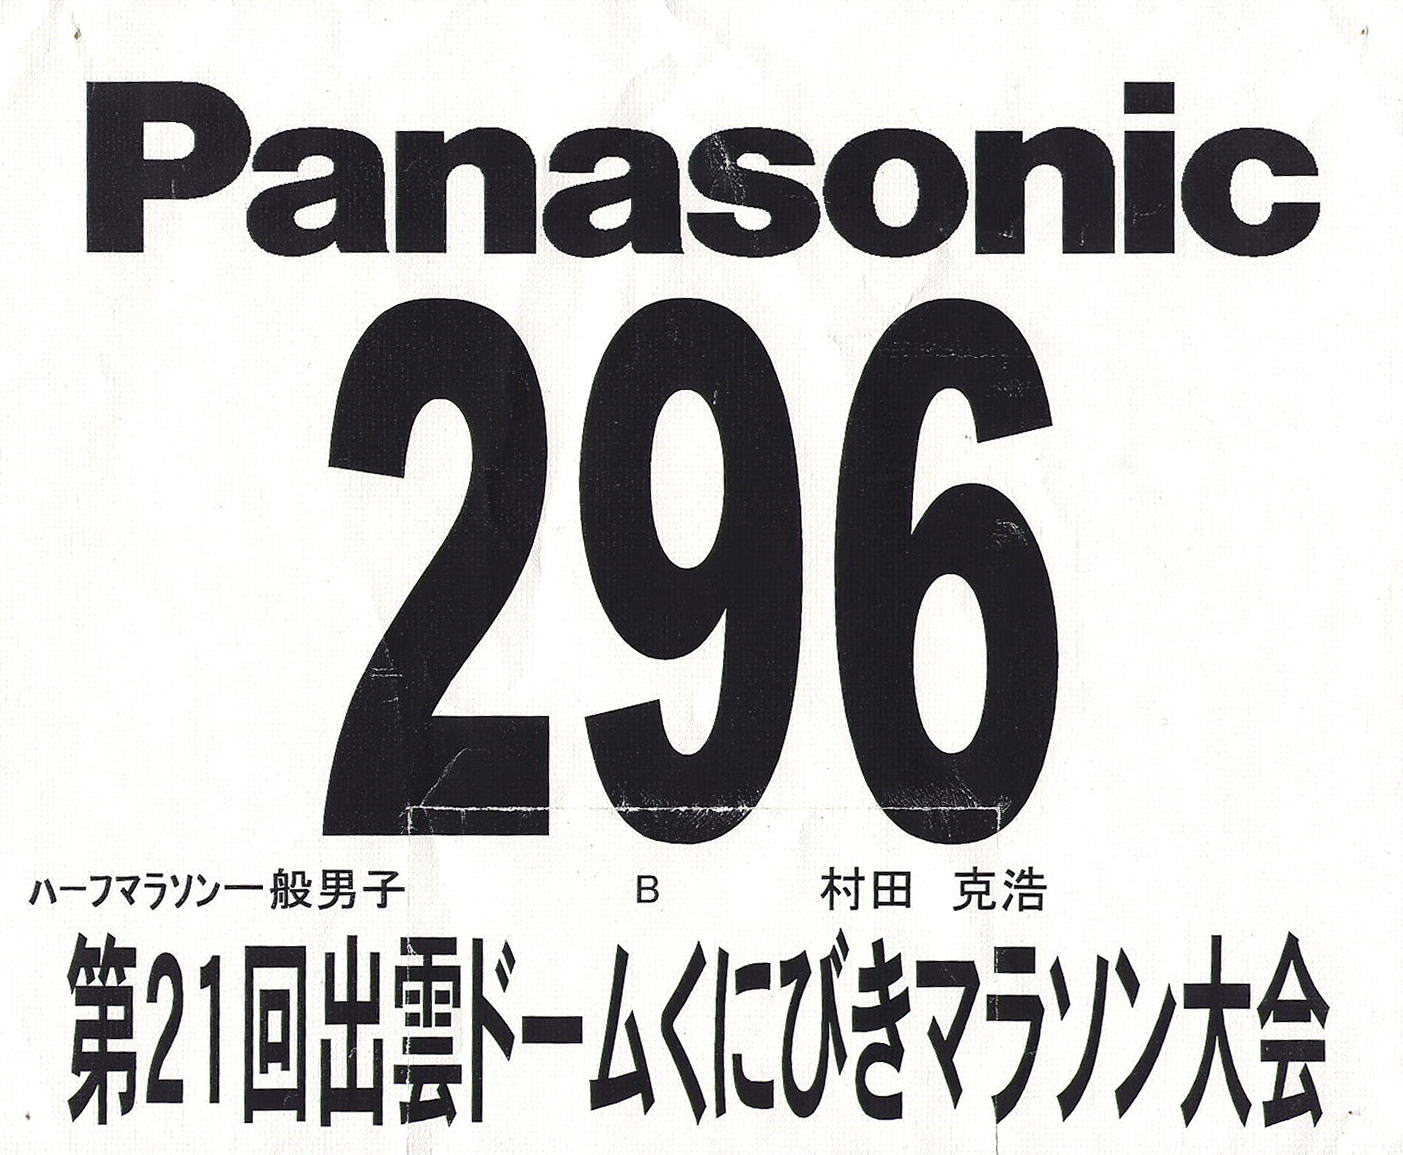 Panasonic
296
ハーフマラソン一般男子 B 村田 克浩
第21回出雲ドームくにびきマラソン大会